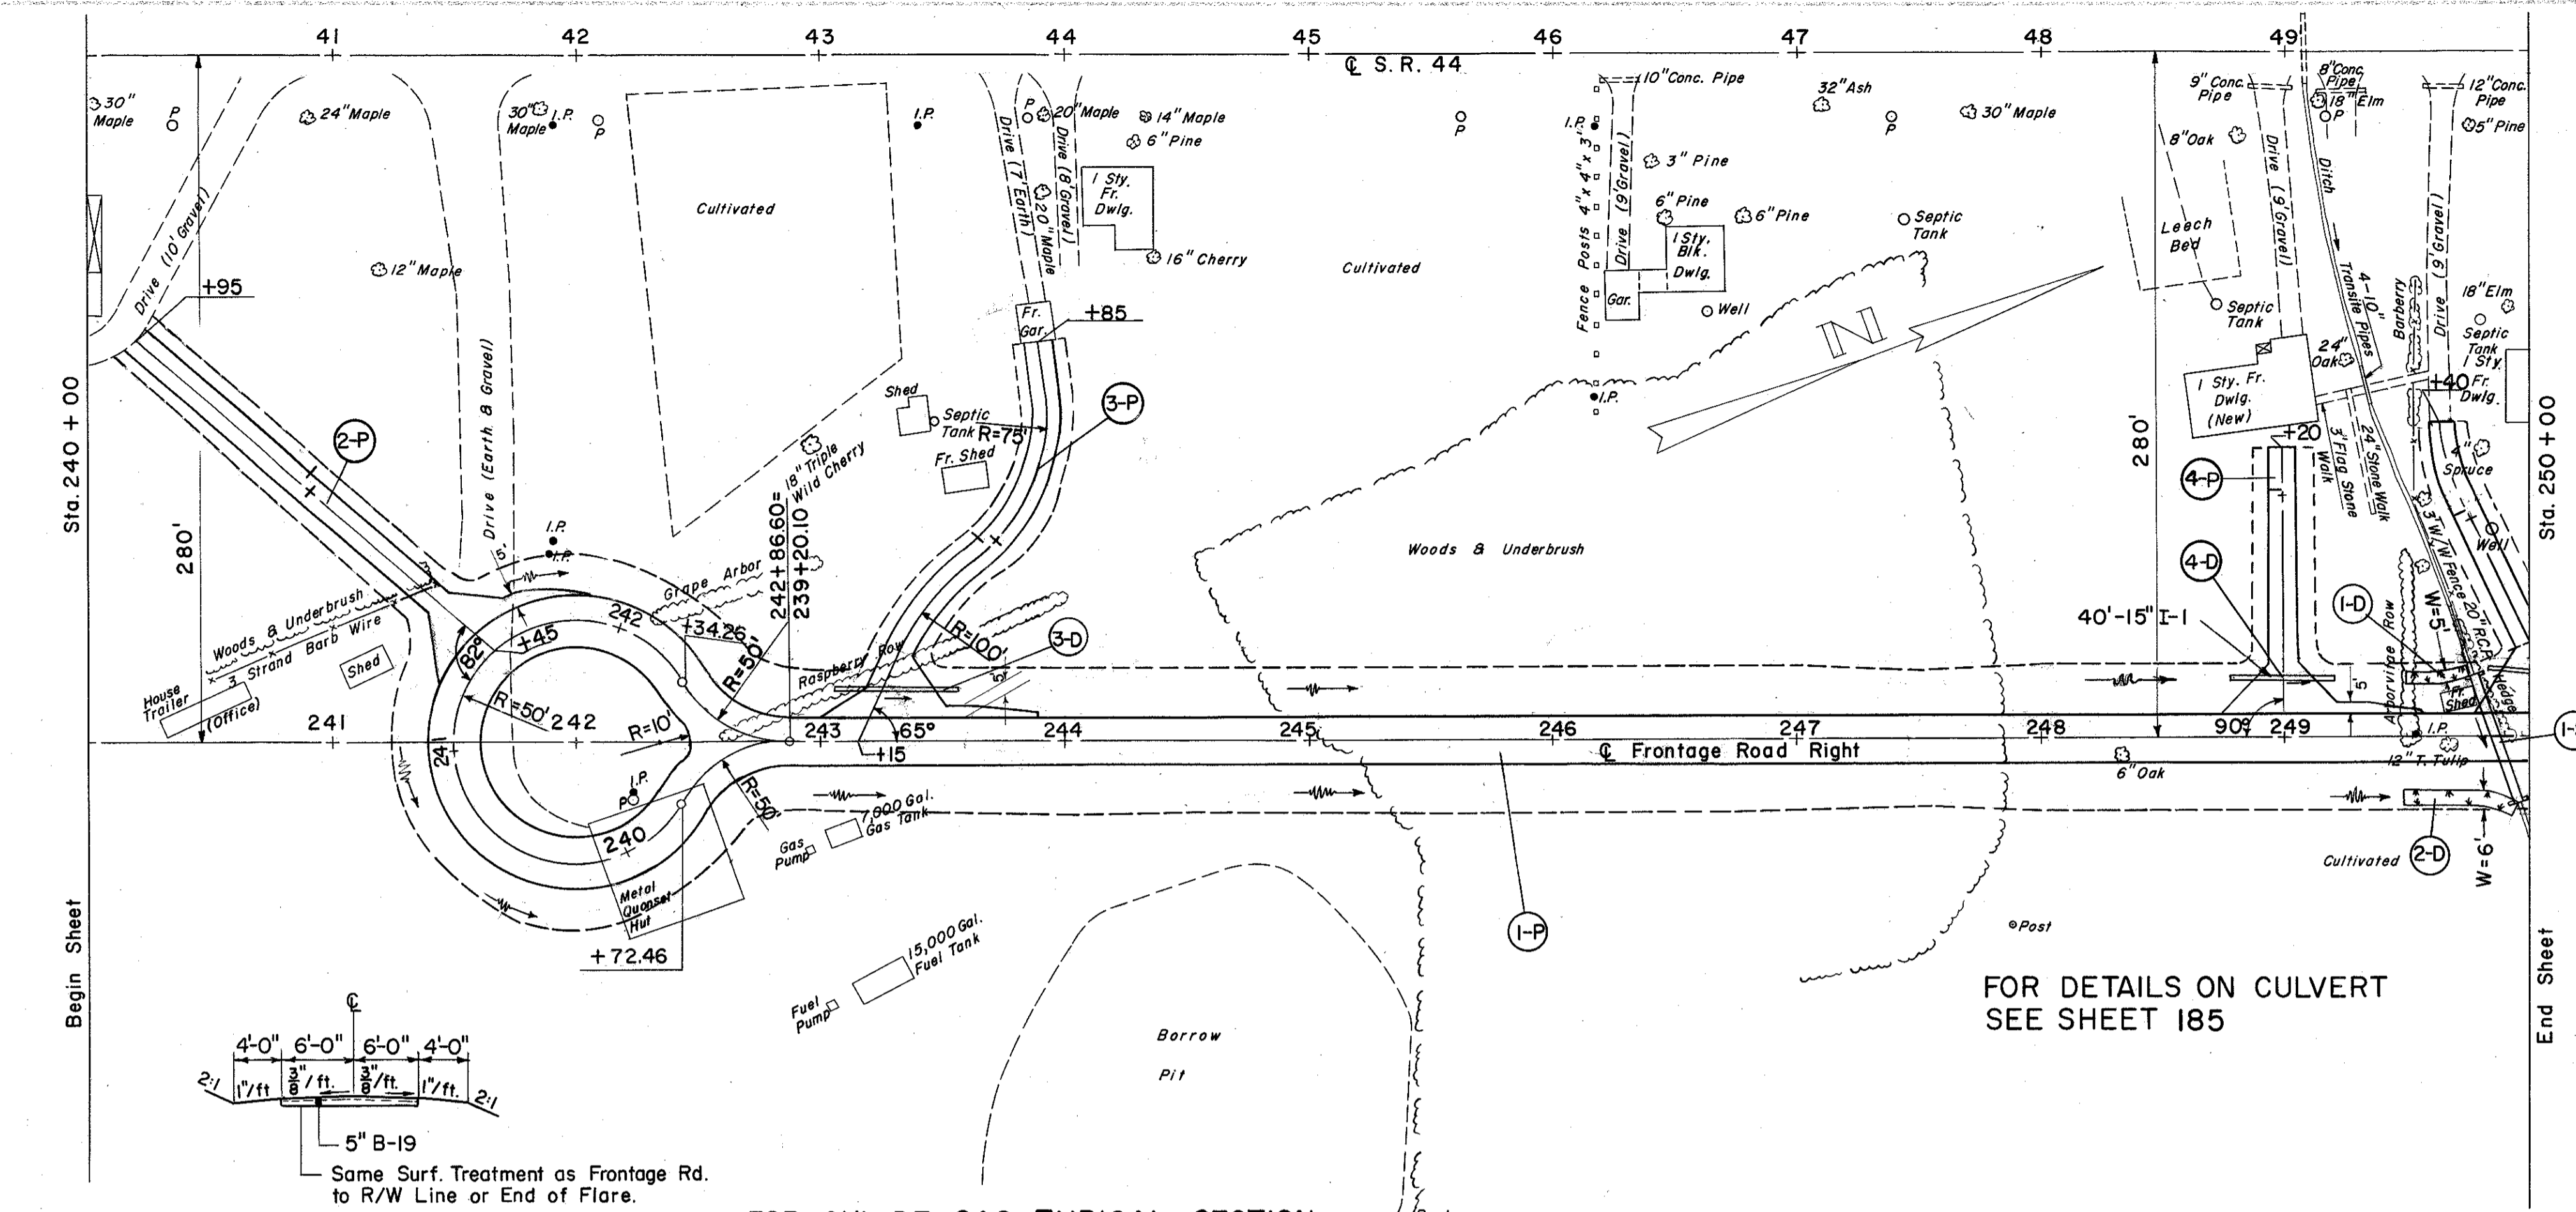 41 42 43 44 45 46 47 48 49
℄ S. R. 44
30"
Maple
P
24" Maple
30"
Maple
I.P.
P
I.P.
P
20" Maple
14" Maple
6" Pine
P
I.P.
10" Conc. Pipe
32" Ash
P
30" Maple
9" Conc.
Pipe
8" Conc.
Pipe
18" Elm
P
12" Conc.
Pipe
5" Pine
8" Oak
Drive (10' Gravel)
Cultivated
Drive (7' Earth)
Drive (8' Gravel)
20" Maple
1 Sty.
Fr.
Dwlg.
16" Cherry
Cultivated
Fence Posts 4" x 4" x 3'
Drive (9' Gravel)
3" Pine
6" Pine
6" Pine
1 Sty.
Blk.
Dwlg.
Gar.
Well
Septic
Tank
Leech
Bed
Drive (9' Gravel)
Ditch
4-10"
Transite Pipes
Barberry
Drive (6' Gravel)
18" Elm
Septic
Tank
1 Sty.
Fr.
Dwlg.
+40
Septic
Tank
24"
Oak
1 Sty. Fr.
Dwlg.
(New)
12" Maple
+95
Fr.
Gar.
+85
N
I.P.
Sta. 240 + 00
280'
2-P
Drive (Earth & Gravel)
Shed
Septic
Tank
R=75'
3-P
Fr. Shed
18" Triple
Wild Cherry
242+86.60=
239+20.10
280'
Sta. 250 + 00
+20
4-P
3' Flag Stone
Walk
24" Stone Walk
4"
Spruce
Well
3' W/W Fence
20" R.C.P.
I.P.
I.P.
5'
Grape Arbor
Woods & Underbrush
4-D
40'-15" I-1
1-D
W=5'
Arborvitae Row
Woods & Underbrush
3 Strand Barb Wire
Shed
House
Trailer
(Office)
82°
+45
242
+34.26
R=50'
Raspberry Row
R=100'
3-D
5'
5'
Fr.
Shed
Hedge
R=50'
R=10'
241 242 243 244 245 246 247 248 249
65°
+15
90°
I.P.
1-
℄ Frontage Road Right
241
6" Oak
12" T. Tulip
I.P.
P
R=50'
240
Metal
Quonset
Hut
+72.46
Gas
Pump
7,000 Gal.
Gas Tank
Cultivated
2-D
W=6'
1-P
Post
Begin Sheet
15,000 Gal.
Fuel Tank
Fuel
Pump
FOR DETAILS ON CULVERT
SEE SHEET 185
End Sheet
Borrow
Pit
℄
4'-0" 6'-0" 6'-0" 4'-0"
2:1 1"/ft 3/8"/ft. 3/8"/ft. 1"/ft. 2:1
5" B-19
Same Surf. Treatment as Frontage Rd.
to R/W Line or End of Flare.